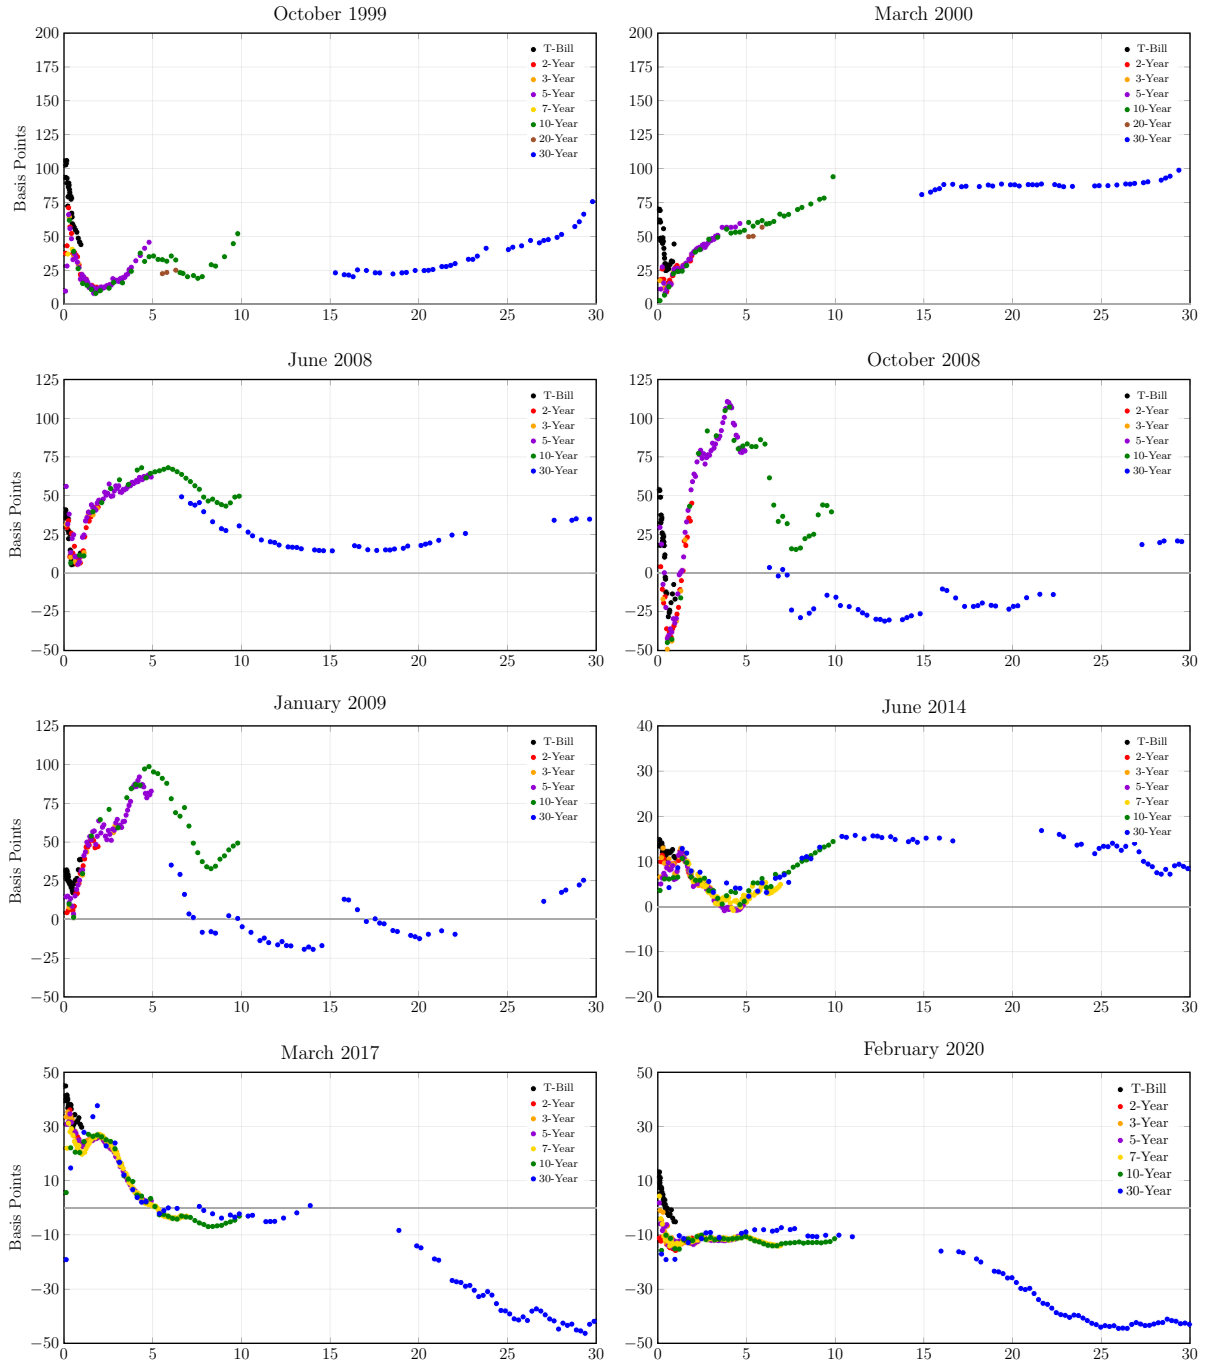 October 1999
200
175
150
125
100
75
50
25
0
Basis Points
T-Bill
2-Year
3-Year
5-Year
7-Year
10-Year
20-Year
30-Year
0 5 10 15 20 25 30
March 2000
200
175
150
125
100
75
50
25
0
T-Bill
2-Year
3-Year
5-Year
10-Year
20-Year
30-Year
0 5 10 15 20 25 30
June 2008
125
100
75
50
25
0
−25
−50
Basis Points
T-Bill
2-Year
3-Year
5-Year
10-Year
30-Year
0 5 10 15 20 25 30
October 2008
125
100
75
50
25
0
−25
−50
T-Bill
2-Year
3-Year
5-Year
10-Year
30-Year
0 5 10 15 20 25 30
January 2009
125
100
75
50
25
0
−25
−50
Basis Points
T-Bill
2-Year
3-Year
5-Year
10-Year
30-Year
0 5 10 15 20 25 30
June 2014
40
30
20
10
0
−10
−20
T-Bill
2-Year
3-Year
5-Year
7-Year
10-Year
30-Year
0 5 10 15 20 25 30
March 2017
50
30
10
−10
−30
−50
Basis Points
T-Bill
2-Year
3-Year
5-Year
7-Year
10-Year
30-Year
0 5 10 15 20 25 30
February 2020
50
30
10
−10
−30
−50
T-Bill
2-Year
3-Year
5-Year
7-Year
10-Year
30-Year
0 5 10 15 20 25 30